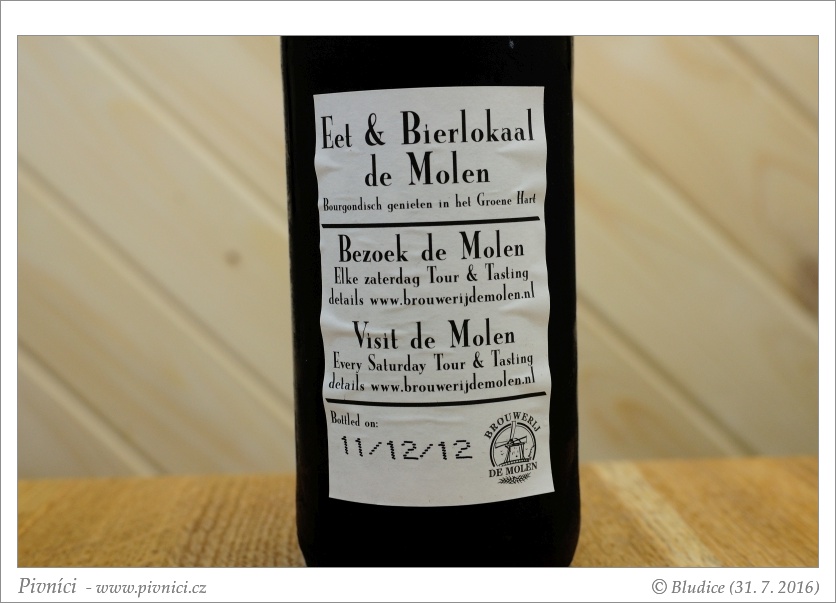 Eet & Bierlokaal
de Molen
Bourgondisch genieten in het Groene Hart
Bezoek de Molen
Elke zaterdag Tour & Tasting
details www.brouwerijdemolen.nl
Visit de Molen
Every Saturday Tour & Tasting
details www.brouwerijdemolen.nl
Bottled on:
11/12/12
BROUWERIJ
DE MOLEN
Pivníci - www.pivnici.cz
© Bludice (31. 7. 2016)